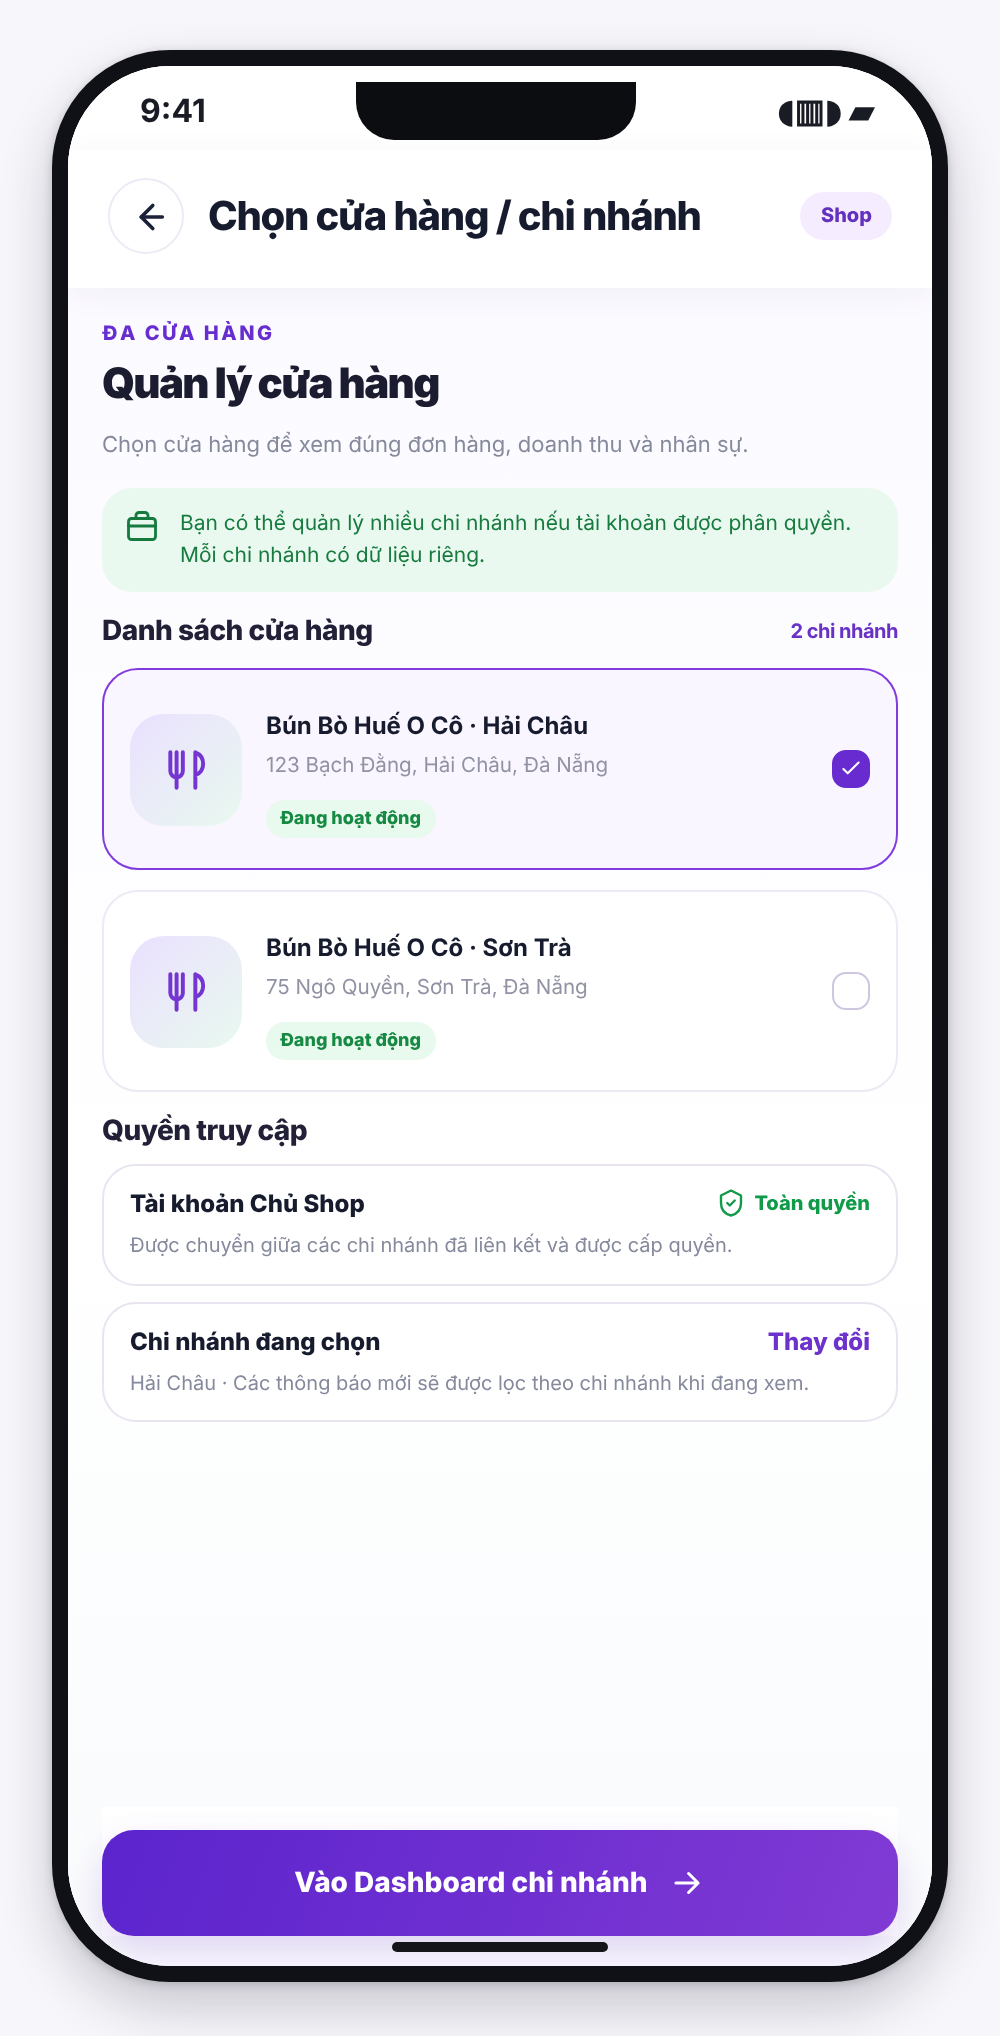 9:41
Chọn cửa hàng / chi nhánh
Shop
ĐA CỬA HÀNG
Quản lý cửa hàng
Chọn cửa hàng để xem đúng đơn hàng, doanh thu và nhân sự.
Bạn có thể quản lý nhiều chi nhánh nếu tài khoản được phân quyền.
Mỗi chi nhánh có dữ liệu riêng.
Danh sách cửa hàng
2 chi nhánh
Bún Bò Huế O Cô · Hải Châu
123 Bạch Đằng, Hải Châu, Đà Nẵng
Đang hoạt động
Bún Bò Huế O Cô · Sơn Trà
75 Ngô Quyền, Sơn Trà, Đà Nẵng
Đang hoạt động
Quyền truy cập
Tài khoản Chủ Shop
Toàn quyền
Được chuyển giữa các chi nhánh đã liên kết và được cấp quyền.
Chi nhánh đang chọn
Thay đổi
Hải Châu · Các thông báo mới sẽ được lọc theo chi nhánh khi đang xem.
Vào Dashboard chi nhánh